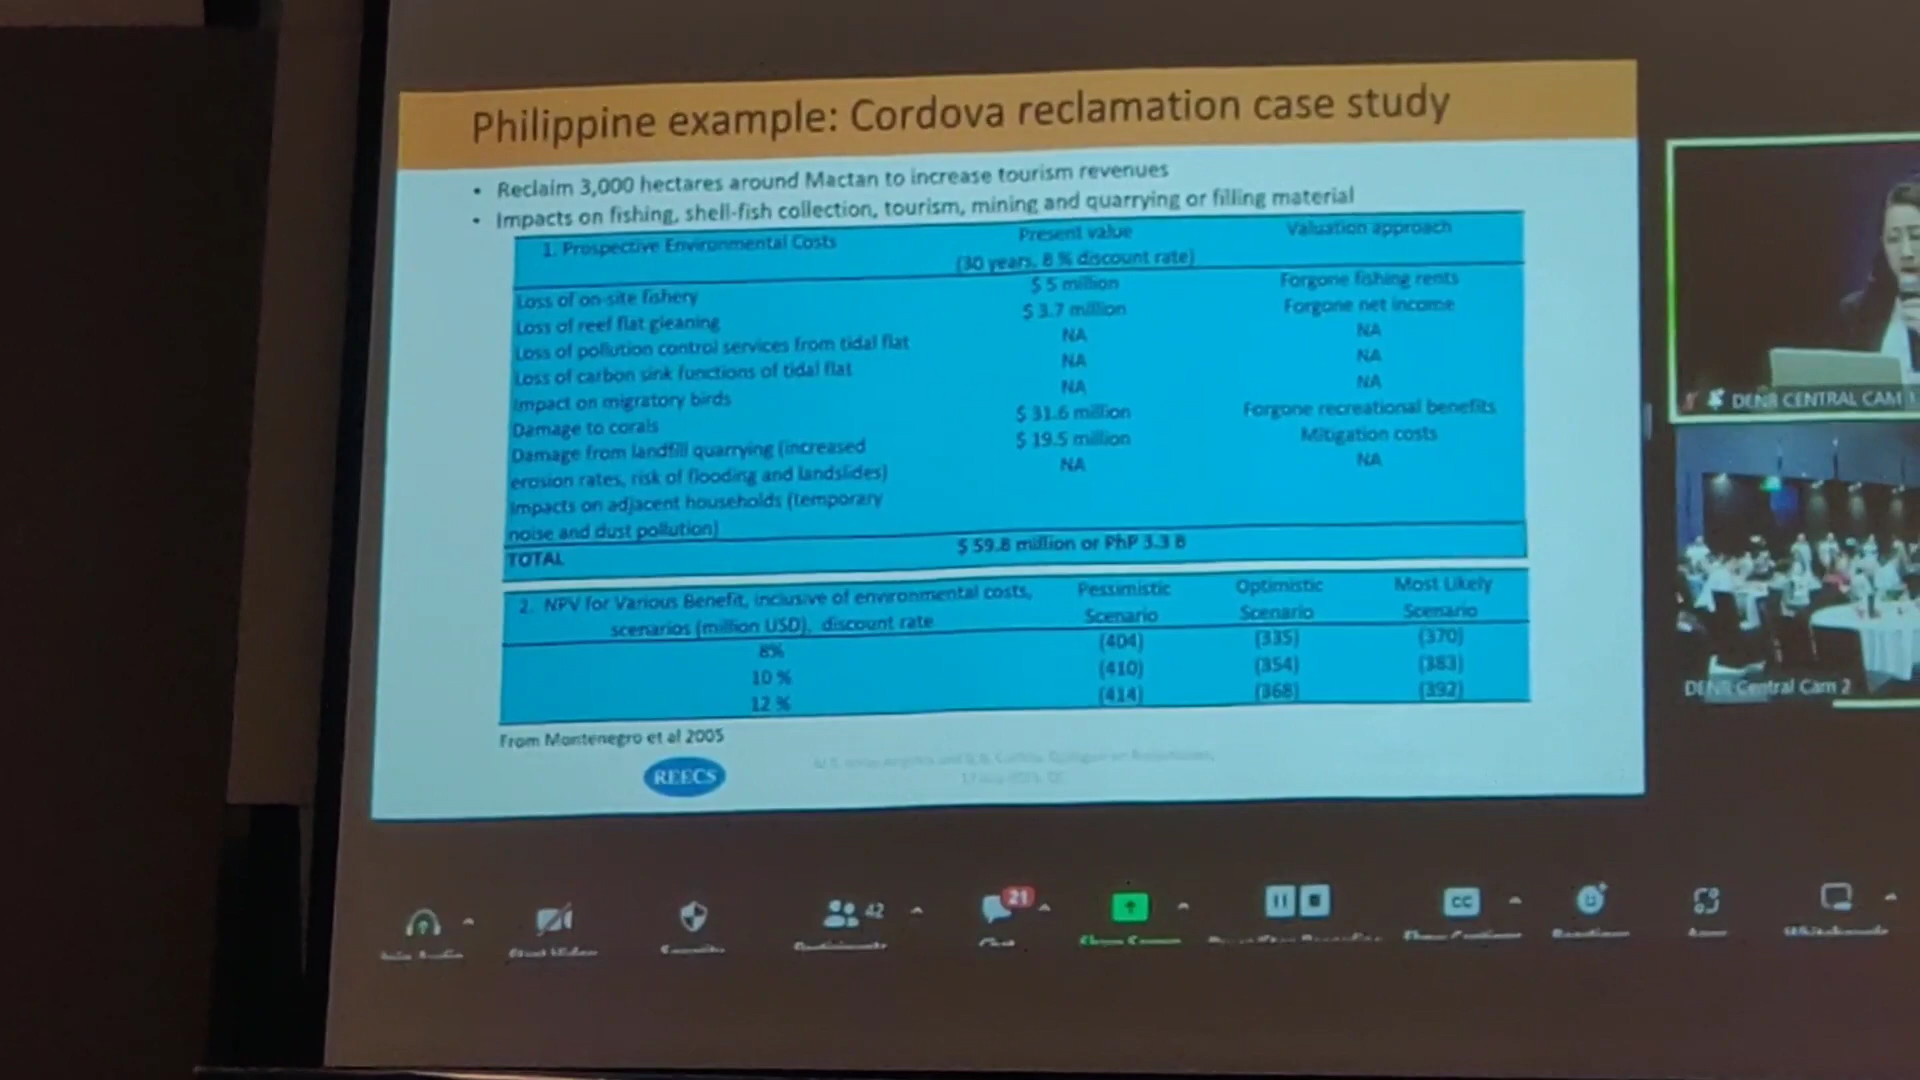 Philippine example: Cordova reclamation case study
• Reclaim 3,000 hectares around Mactan to increase tourism revenues
• Impacts on fishing, shell-fish collection, tourism, mining and quarrying or filling material
1. Prospective Environmental Costs Present value Valuation approach
(30 years, 8 % discount rate)
Loss of on-site fishery $ 5 million Forgone fishing rents
Loss of reef flat gleaning $ 3.7 million Forgone net income
Loss of pollution control services from tidal flat NA NA
Loss of carbon sink functions of tidal flat NA NA
Impact on migratory birds NA NA
Damage to corals $ 31.6 million Forgone recreational benefits
Damage from landfill quarrying (increased $ 19.5 million Mitigation costs
erosion rates, risk of flooding and landslides) NA NA
Impacts on adjacent households (temporary
noise and dust pollution)
TOTAL $ 59.8 million or PhP 3.3 B
2. NPV for Various Benefit, inclusive of environmental costs, Pessimistic Optimistic Most Likely
scenarios (million USD), discount rate Scenario Scenario Scenario
8% (404) (335) (370)
10 % (410) (354) (383)
12 % (414) (368) (392)
From Montenegro et al 2005
REECS
DENR CENTRAL CAM 1
DENR Central Cam 2
42
21
CC